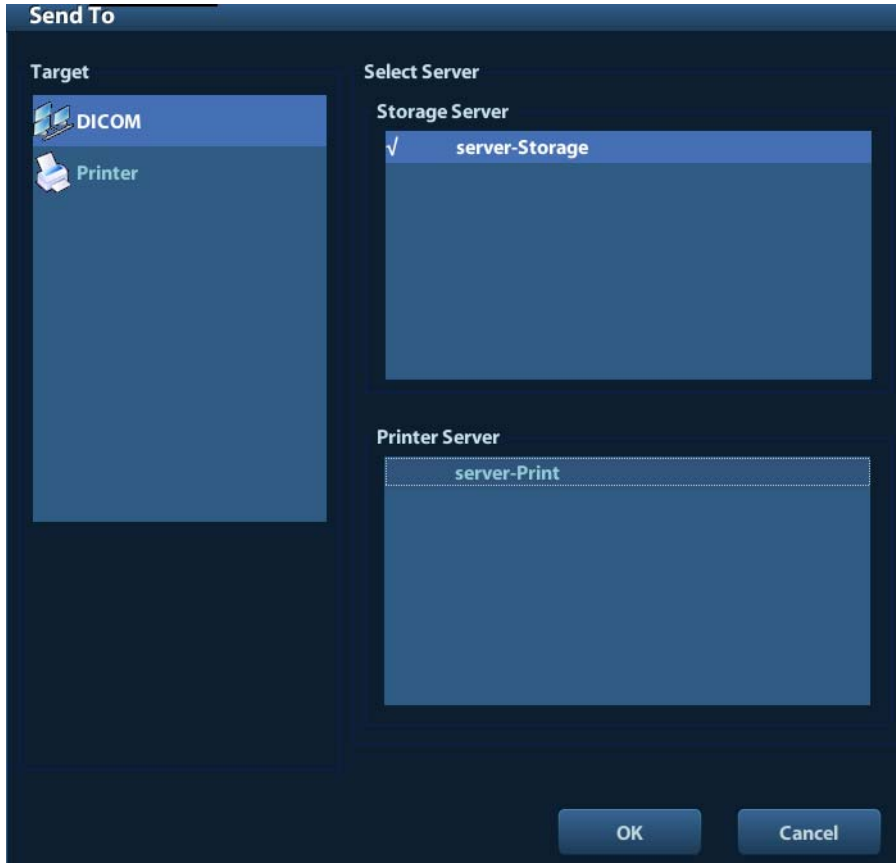 Send To
Target
DICOM
Printer
Select Server
Storage Server
√ server-Storage
Printer Server
server-Print
OK
Cancel